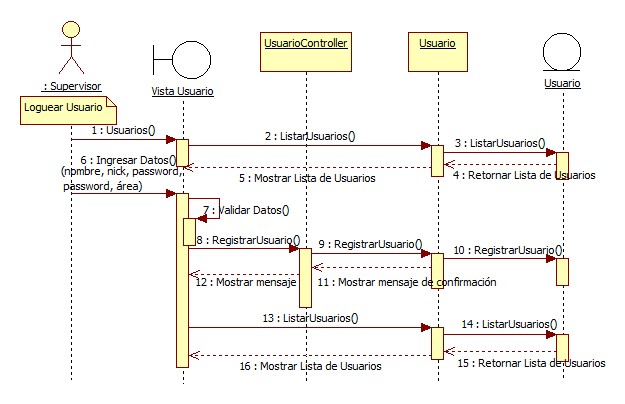 UsuarioController
Usuario
: Supervisor
Vista Usuario
Usuario
Loguear Usuario
1 : Usuarios()
2 : ListarUsuarios()
3 : ListarUsuarios()
4 : Retornar Lista de Usuarios
5 : Mostrar Lista de Usuarios
6 : Ingresar Datos()
(nombre, nick, password,
password, área)
7 : Validar Datos()
8 : RegistrarUsuario()
9 : RegistrarUsuario()
10 : RegistrarUsuario()
11 : Mostrar mensaje de confirmación
12 : Mostrar mensaje
13 : ListarUsuarios()
14 : ListarUsuarios()
15 : Retornar Lista de Usuarios
16 : Mostrar Lista de Usuarios